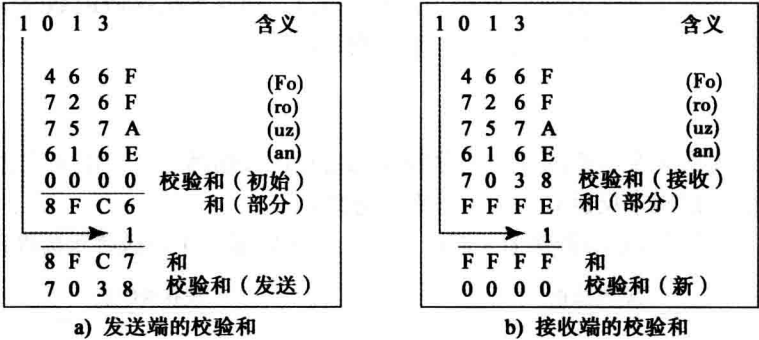 1 0 1 3 含义
4 6 6 F (Fo)
7 2 6 F (ro)
7 5 7 A (uz)
6 1 6 E (an)
0 0 0 0 校验和（初始）
8 F C 6 和（部分）
1
8 F C 7 和
7 0 3 8 校验和（发送）
a) 发送端的校验和
1 0 1 3 含义
4 6 6 F (Fo)
7 2 6 F (ro)
7 5 7 A (uz)
6 1 6 E (an)
7 0 3 8 校验和（接收）
F F F E 和（部分）
1
F F F F 和
0 0 0 0 校验和（新）
b) 接收端的校验和